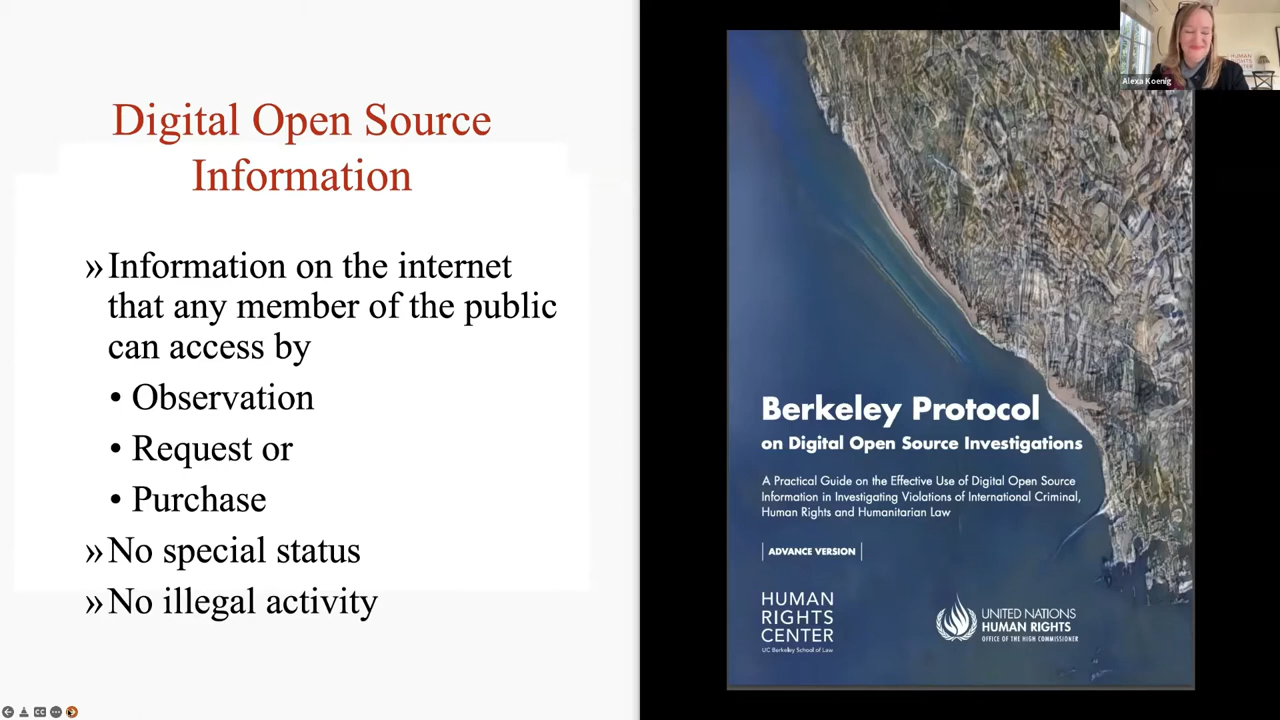 Digital Open Source
Information
» Information on the internet
that any member of the public
can access by
• Observation
• Request or
• Purchase
» No special status
» No illegal activity
Berkeley Protocol
on Digital Open Source Investigations
A Practical Guide on the Effective Use of Digital Open Source
Information in Investigating Violations of International Criminal,
Human Rights and Humanitarian Law
ADVANCE VERSION
HUMAN
RIGHTS
CENTER
UC Berkeley School of Law
UNITED NATIONS
HUMAN RIGHTS
OFFICE OF THE HIGH COMMISSIONER
Alexa Koenig
HUMAN
RIGHTS
CENTER
CC